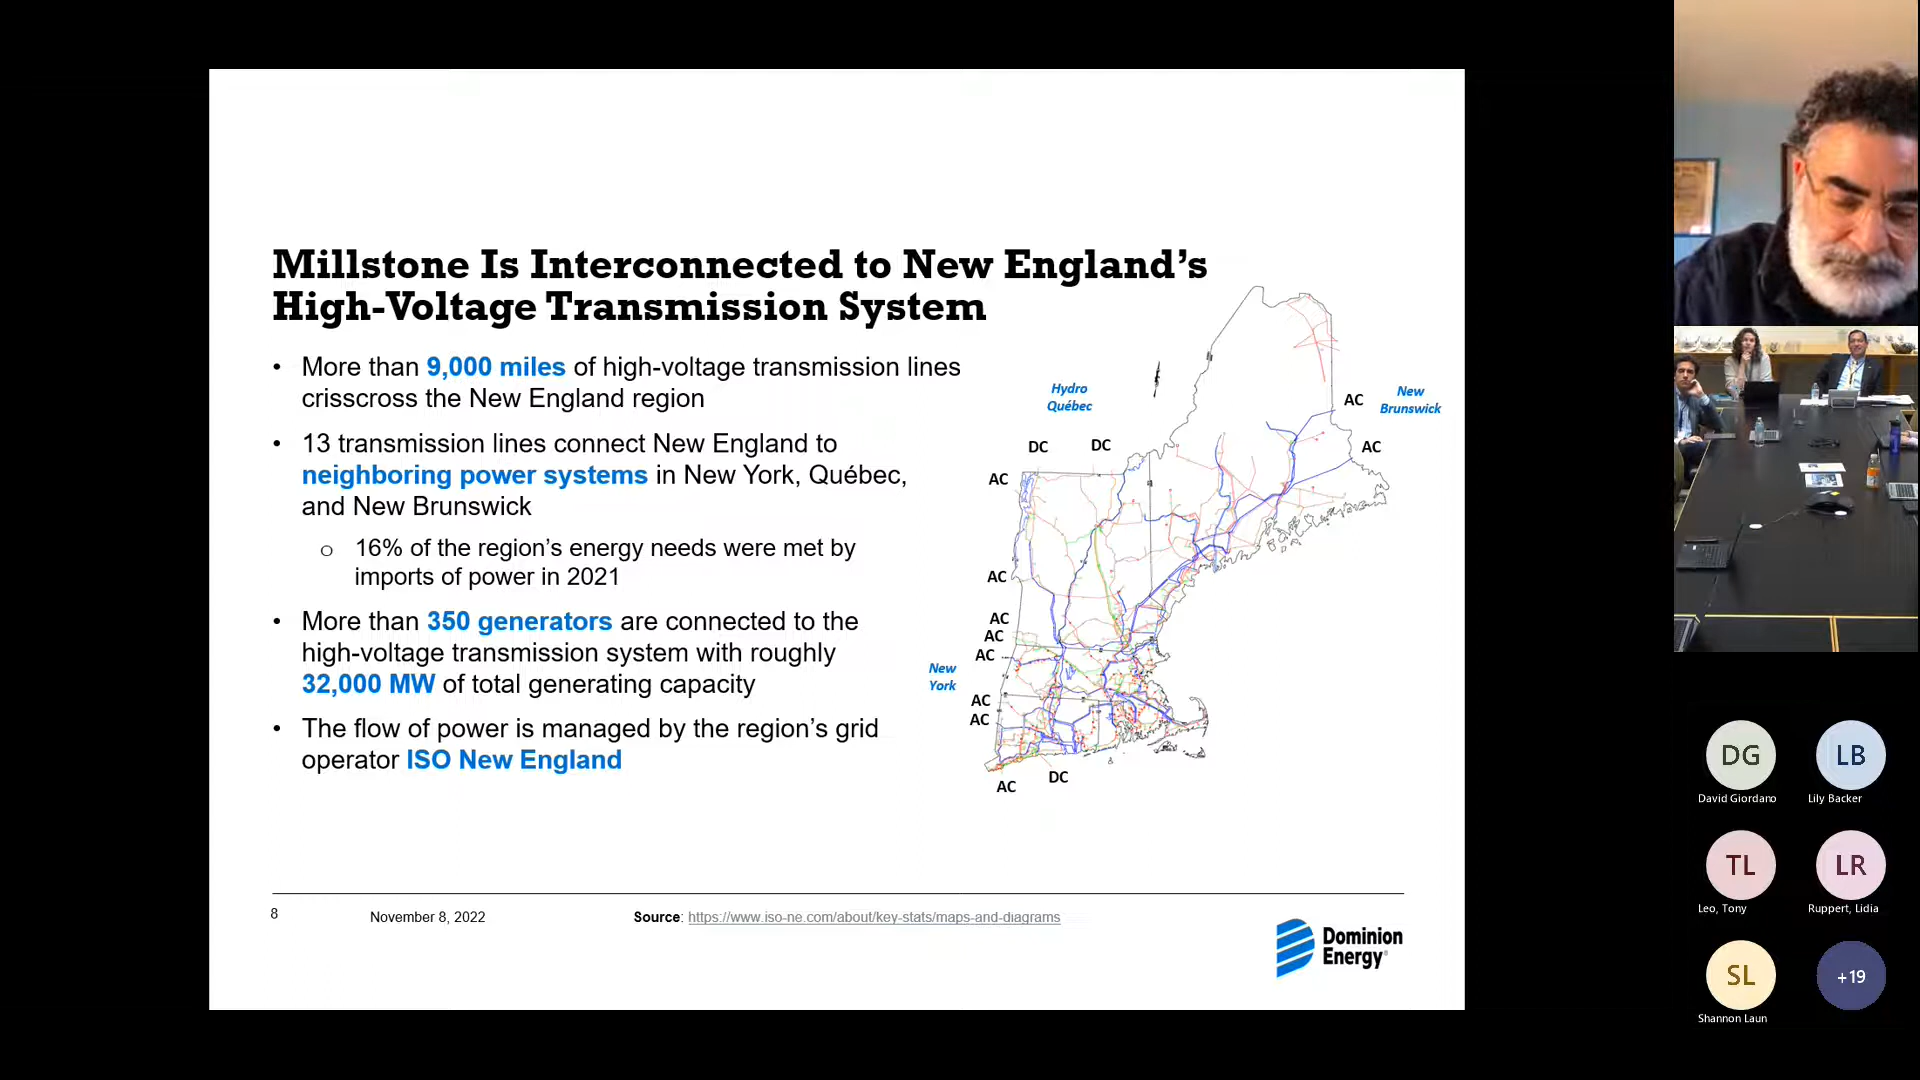 Millstone Is Interconnected to New England’s
High-Voltage Transmission System
• More than 9,000 miles of high-voltage transmission lines
crisscross the New England region
• 13 transmission lines connect New England to
neighboring power systems in New York, Québec,
and New Brunswick
o 16% of the region’s energy needs were met by
imports of power in 2021
• More than 350 generators are connected to the
high-voltage transmission system with roughly
32,000 MW of total generating capacity
• The flow of power is managed by the region’s grid
operator ISO New England
Hydro
Québec
New
Brunswick
AC
AC
DC
DC
AC
AC
AC
AC
AC
New
York
AC
AC
DC
AC
8
November 8, 2022
Source: https://www.iso-ne.com/about/key-stats/maps-and-diagrams
Dominion
Energy®
DG
David Giordano
LB
Lily Backer
TL
Leo, Tony
LR
Ruppert, Lidia
SL
Shannon Laun
+19